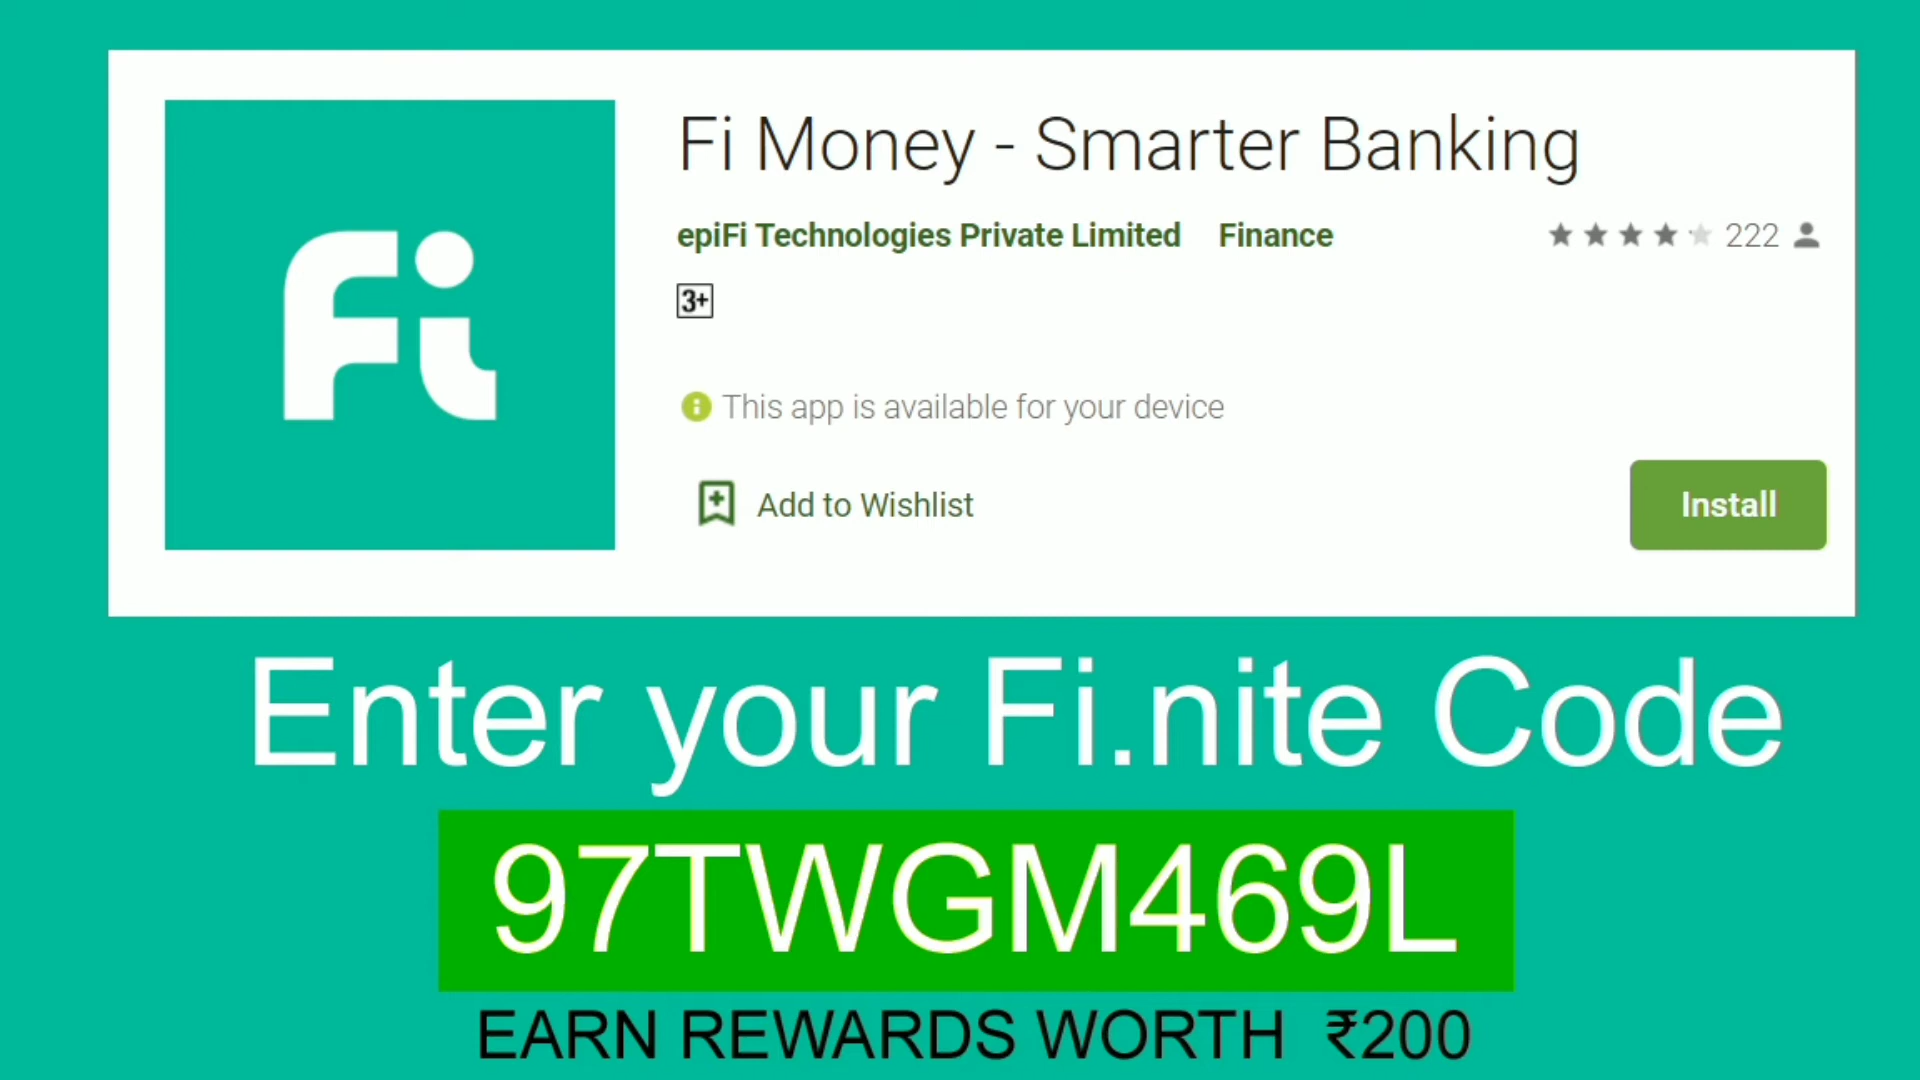 Fi
Fi Money - Smarter Banking
epiFi Technologies Private Limited Finance 222
3+
This app is available for your device
Add to Wishlist
Install
Enter your Fi.nite Code
97TWGM469L
EARN REWARDS WORTH ₹200